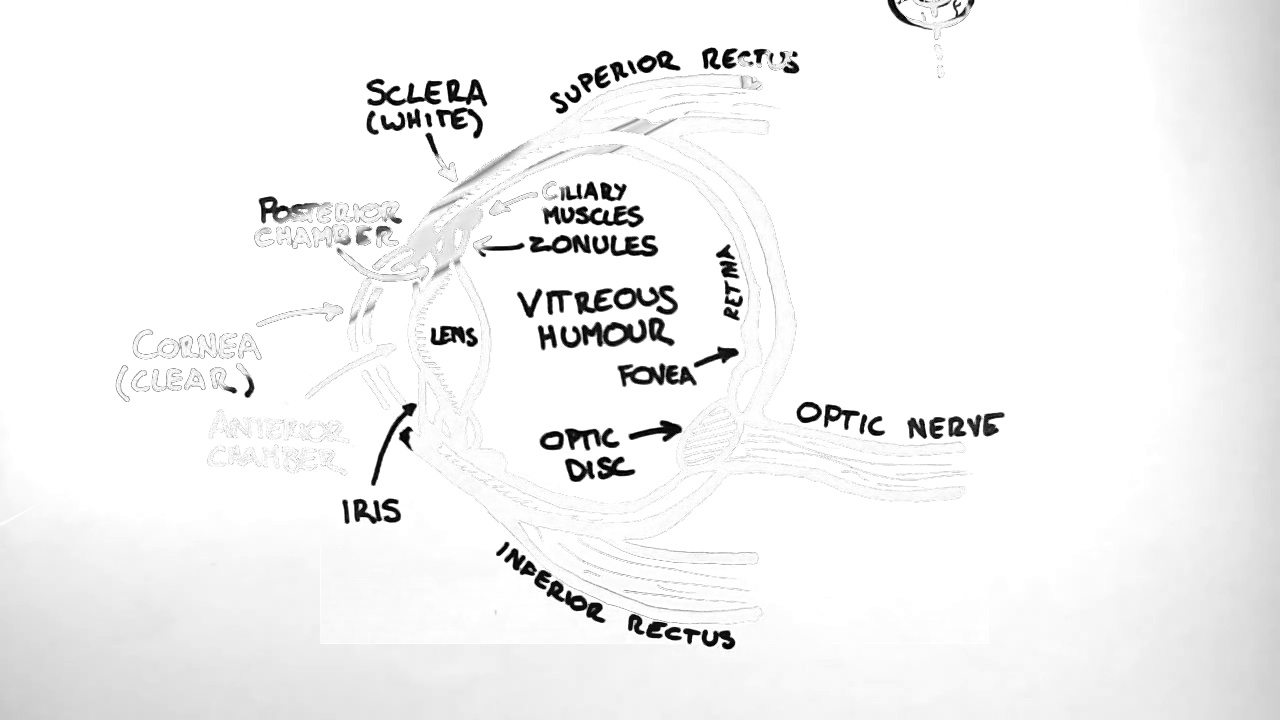 SUPERIOR RECTUS
SCLERA
(WHITE)
CILIARY
MUSCLES
POSTERIOR
CHAMBER
ZONULES
RETINA
VITREOUS
HUMOUR
LENS
CORNEA
(CLEAR)
FOVEA
ANTERIOR
CHAMBER
OPTIC NERVE
OPTIC
DISC
IRIS
INFERIOR RECTUS